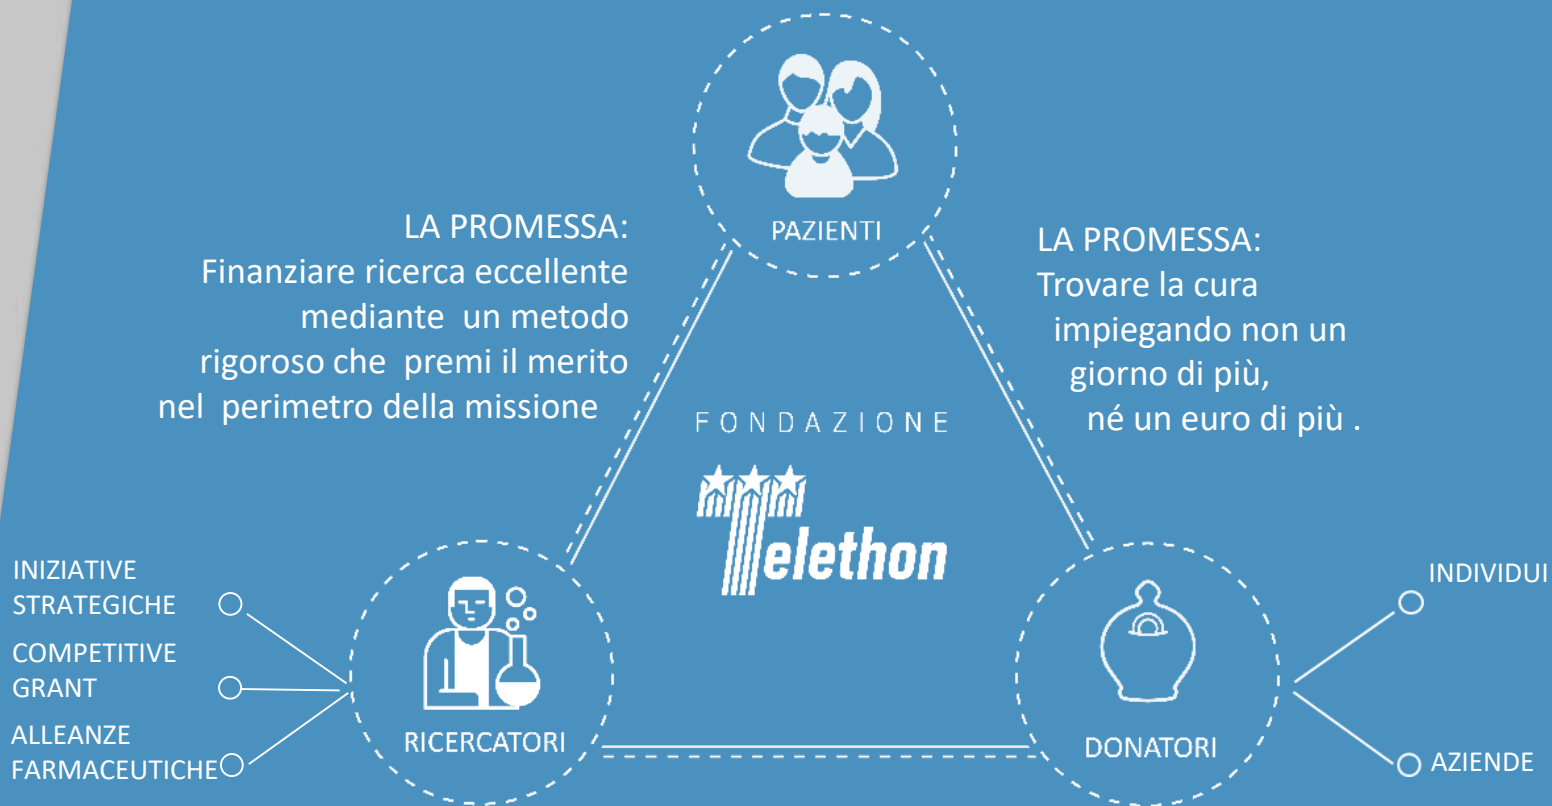 PAZIENTI
LA PROMESSA:
Finanziare ricerca eccellente
mediante un metodo
rigoroso che premi il merito
nel perimetro della missione
LA PROMESSA:
Trovare la cura
impiegando non un
giorno di più,
né un euro di più .
FONDAZIONE
Telethon
INIZIATIVE
STRATEGICHE
COMPETITIVE
GRANT
ALLEANZE
FARMACEUTICHE
RICERCATORI
DONATORI
INDIVIDUI
AZIENDE